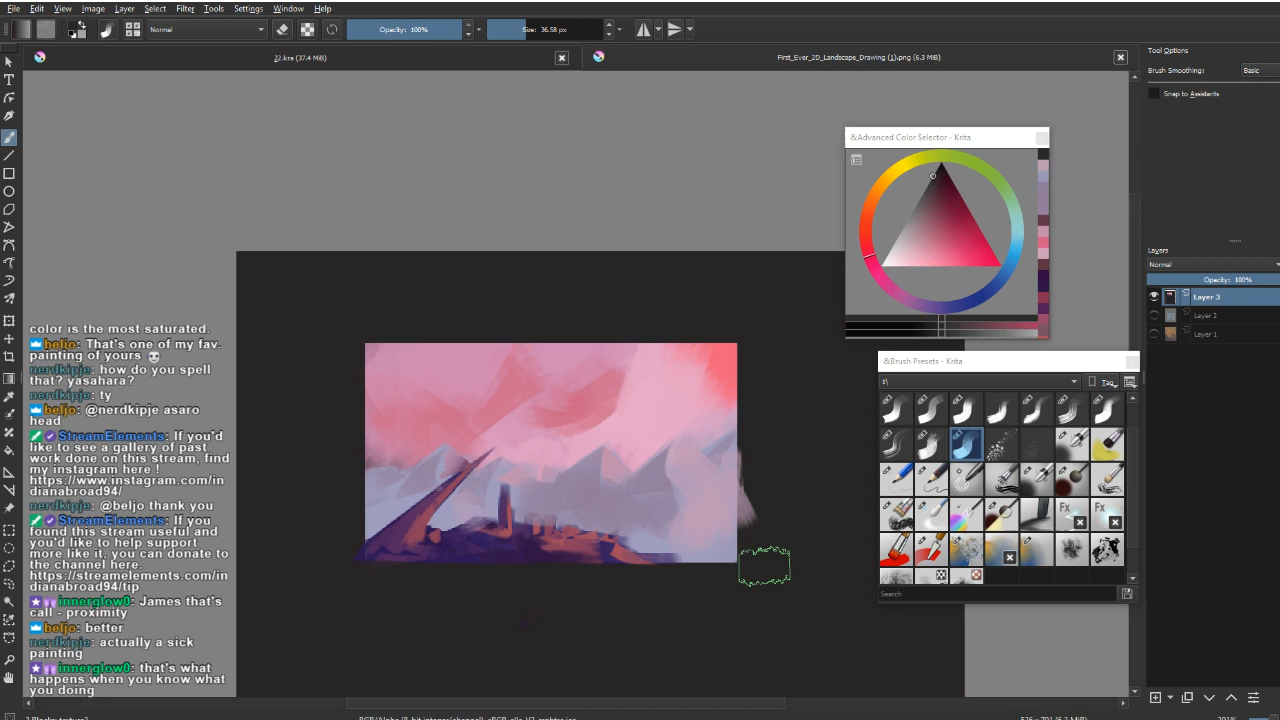 File Edit View Image Layer Select Filter Tools Settings Window Help
Normal Opacity: 100% Size: 36.58 px
22.kra (37.4 MiB) First_Ever_2D_Landscape_Drawing (1).png (6.3 MiB)
Tool Options
Brush Smoothing: Basic
Snap to Assistants
&Advanced Color Selector - Krita
Layers
Normal
Opacity: 100%
Layer 3
Layer 2
Layer 1
&Brush Presets - Krita
Tag
Fx
Fx
Search
color is the most saturated.
beljo: That's one of my fav.
painting of yours
nerdkipje: how do you spell
that? yasahara?
nerdkipje: ty
beljo: @nerdkipje asaro
head
StreamElements: If you'd
like to see a gallery of past
work done on this stream, find
my instagram here !
https://www.instagram.com/in
dianabroad94/
nerdkipje: @beljo thank you
StreamElements: If you
found this stream useful and
you'd like to help support
more like it, you can donate to
the channel here.
https://streamelements.com/in
dianabroad94/tip
innerglow0: James that's
call - proximity
beljo: better
nerdkipje: actually a sick
painting
innerglow0: that's what
happens when you know what
you doing